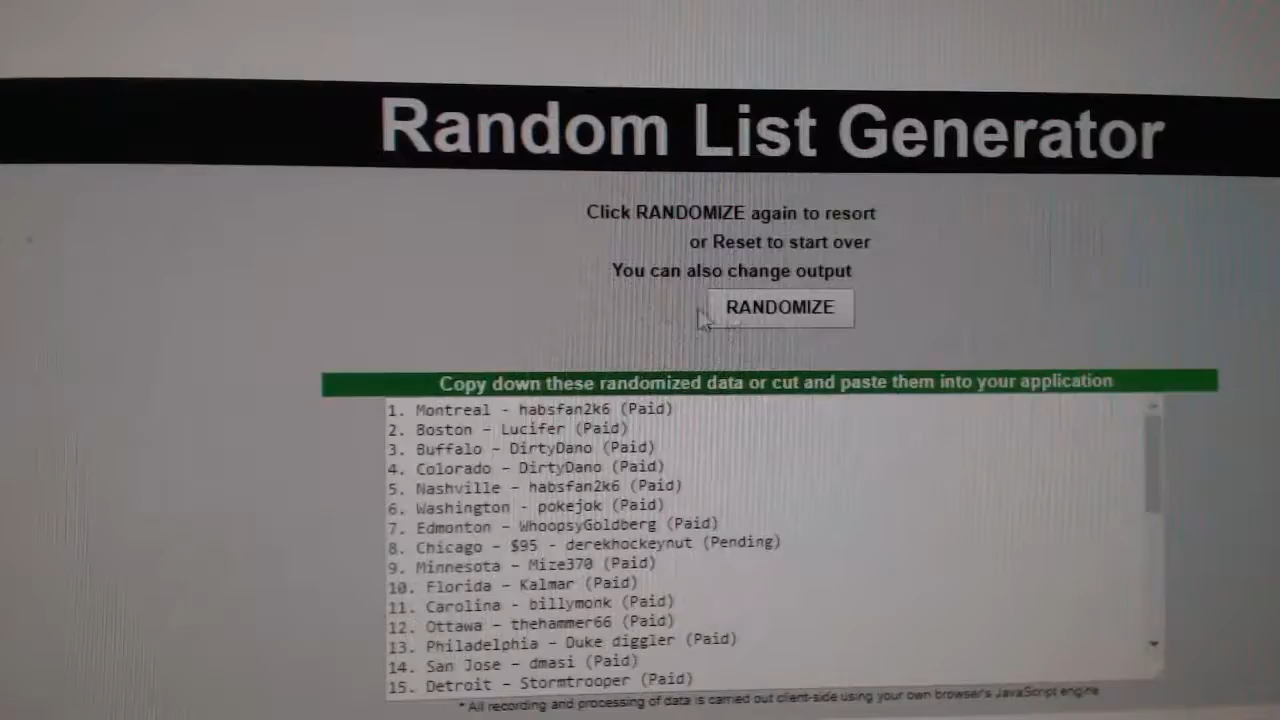 Random List Generator
Click RANDOMIZE again to resort
or Reset to start over
You can also change output
RANDOMIZE
Copy down these randomized data or cut and paste them into your application
1. Montreal - habsfan2k6 (Paid)
2. Boston - Lucifer (Paid)
3. Buffalo - DirtyDano (Paid)
4. Colorado - DirtyDano (Paid)
5. Nashville - habsfan2k6 (Paid)
6. Washington - pokejok (Paid)
7. Edmonton - WhoopsyGoldberg (Paid)
8. Chicago - $95 - derekhockeynut (Pending)
9. Minnesota - Mize370 (Paid)
10. Florida - Kalmar (Paid)
11. Carolina - billymonk (Paid)
12. Ottawa - thehammer66 (Paid)
13. Philadelphia - Duke diggler (Paid)
14. San Jose - dmasi (Paid)
15. Detroit - Stormtrooper (Paid)
* All recording and processing of data is carried out client-side using your own browser's JavaScript engine